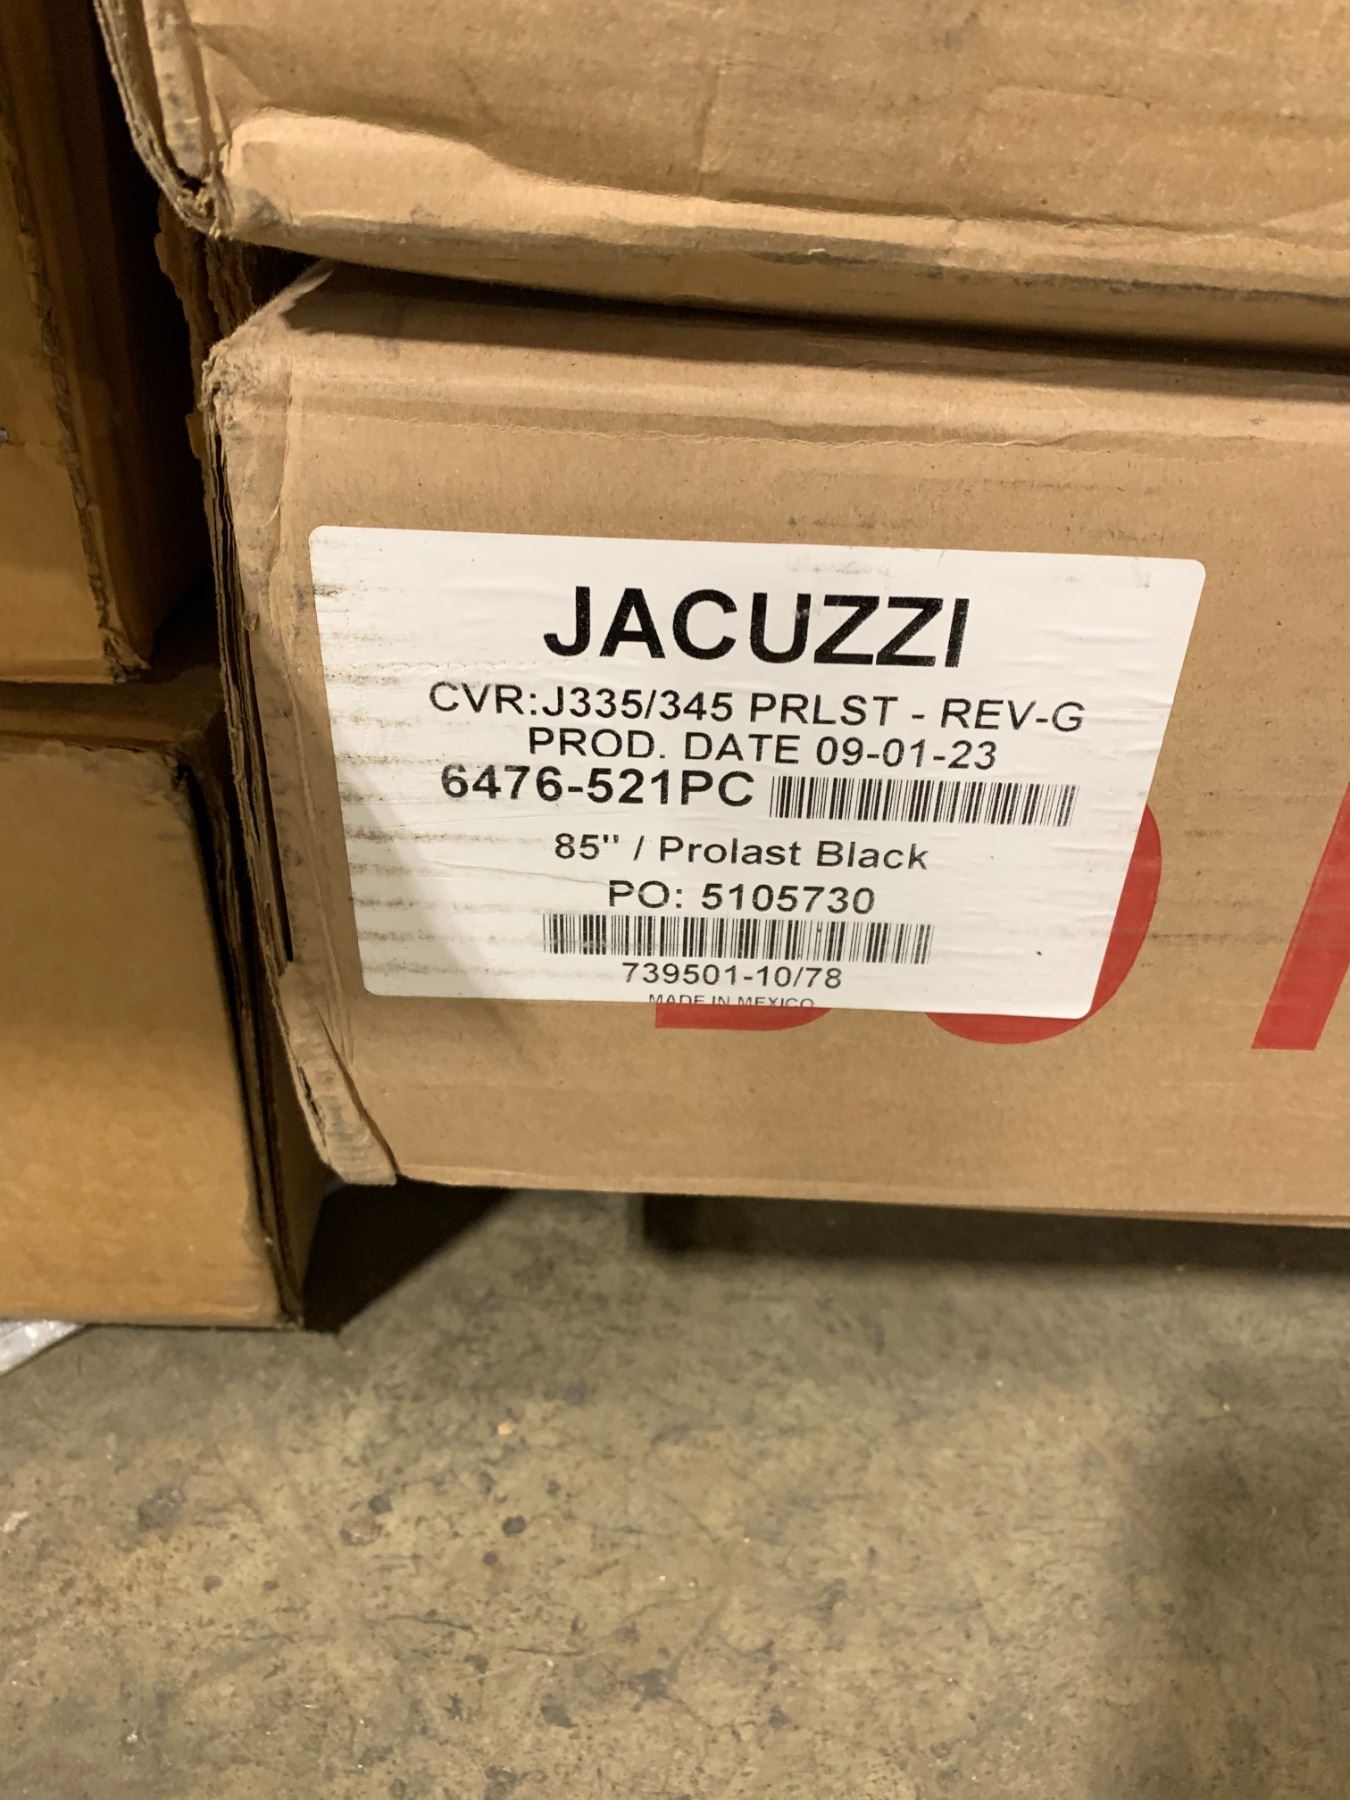 JACUZZI
CVR:J335/345 PRLST - REV-G
PROD. DATE 09-01-23
6476-521PC
85" / Prolast Black
PO: 5105730
739501-10/78
MADE IN MEXICO